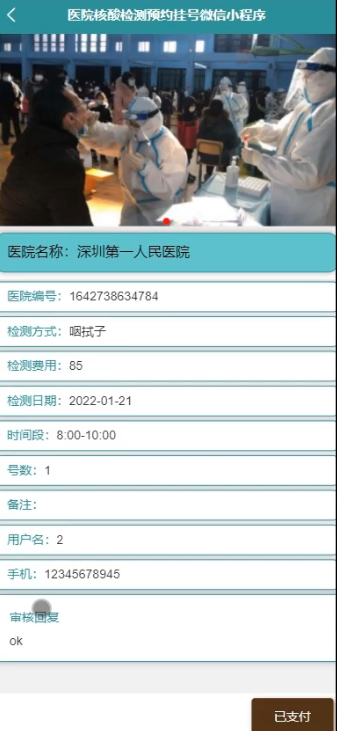 医院核酸检测预约挂号微信小程序
医院名称：深圳第一人民医院
医院编号：1642738634784
检测方式：咽拭子
检测费用：85
检测日期：2022-01-21
时间段：8:00-10:00
号数：1
备注：
用户名：2
手机：12345678945
审核回复
ok
已支付